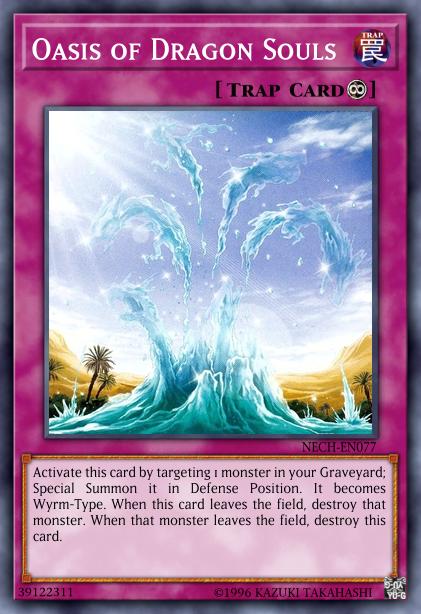 OASIS OF DRAGON SOULS
TRAP
罠
[TRAP CARD]
NECH-EN077
Activate this card by targeting 1 monster in your Graveyard;
Special Summon it in Defense Position. It becomes
Wyrm-Type. When this card leaves the field, destroy that
monster. When that monster leaves the field, destroy this
card.
39122311
©1996 KAZUKI TAKAHASHI